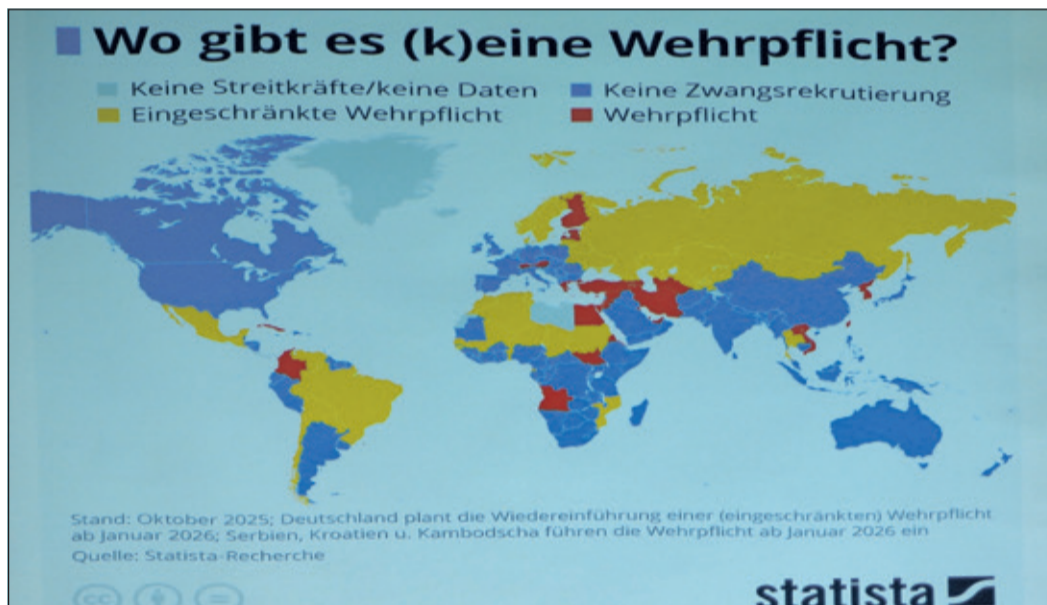 Wo gibt es (k)eine Wehrpflicht?
Keine Streitkräfte/keine Daten
Keine Zwangsrekrutierung
Eingeschränkte Wehrpflicht
Wehrpflicht
Stand: Oktober 2025; Deutschland plant die Wiedereinführung einer (eingeschränkten) Wehrpflicht
ab Januar 2026; Serbien, Kroatien u. Kambodscha führen die Wehrpflicht ab Januar 2026 ein
Quelle: Statista-Recherche
cc
statista